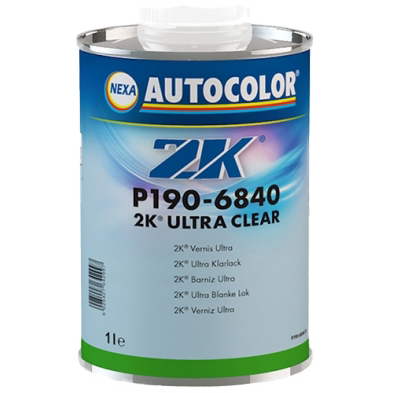 NEXA AUTOCOLOR®
2K®
P190-6840
2K® ULTRA CLEAR
2K® Vernis Ultra
2K® Ultra Klarlack
2K® Barniz Ultra
2K® Ultra Blanke Lak
2K® Verniz Ultra
1l e